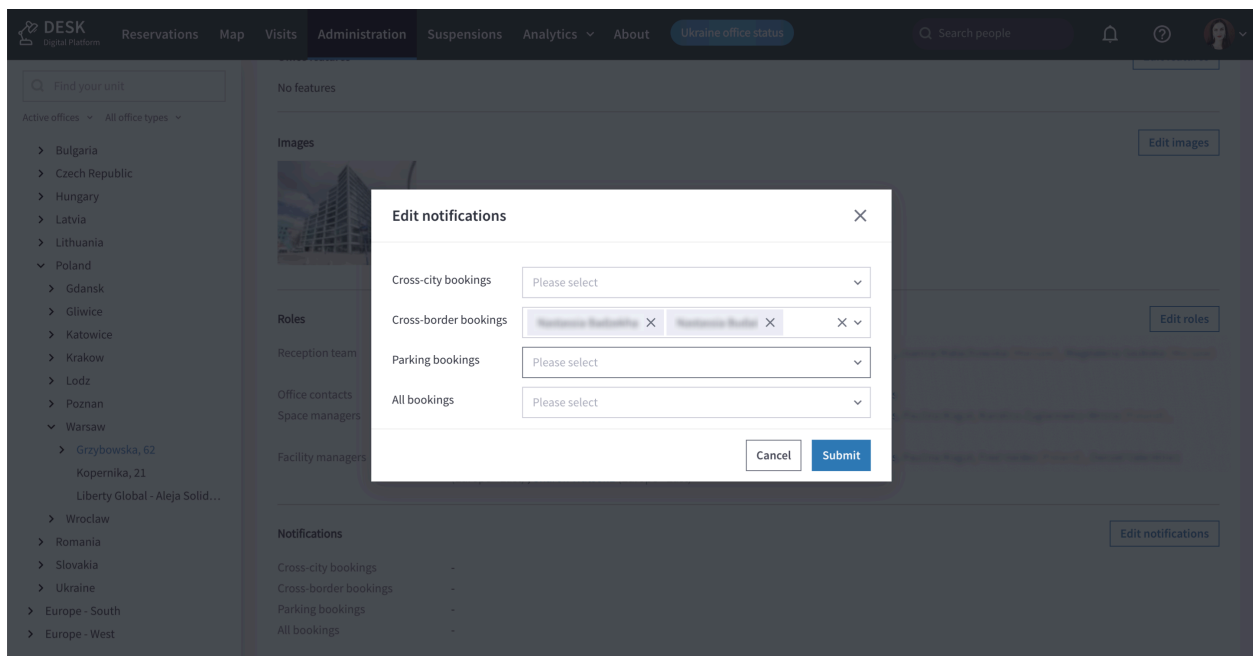 DESK
Digital Platform
Reservations Map Visits Administration Suspensions Analytics About Ukraine office status Search people
Find your unit
Active offices All office types
Bulgaria
Czech Republic
Hungary
Latvia
Lithuania
Poland
Gdansk
Gliwice
Katowice
Krakow
Lodz
Poznan
Warsaw
Grzybowska, 62
Kopernika, 21
Liberty Global - Aleja Solid...
Wroclaw
Romania
Slovakia
Ukraine
Europe - South
Europe - West
No features
Images Edit images
Roles Edit roles
Reception team
Office contacts
Space managers
Facility managers
Edit notifications
Cross-city bookings Please select
Cross-border bookings
Parking bookings Please select
All bookings Please select
Cancel Submit
Notifications Edit notifications
Cross-city bookings -
Cross-border bookings -
Parking bookings -
All bookings -